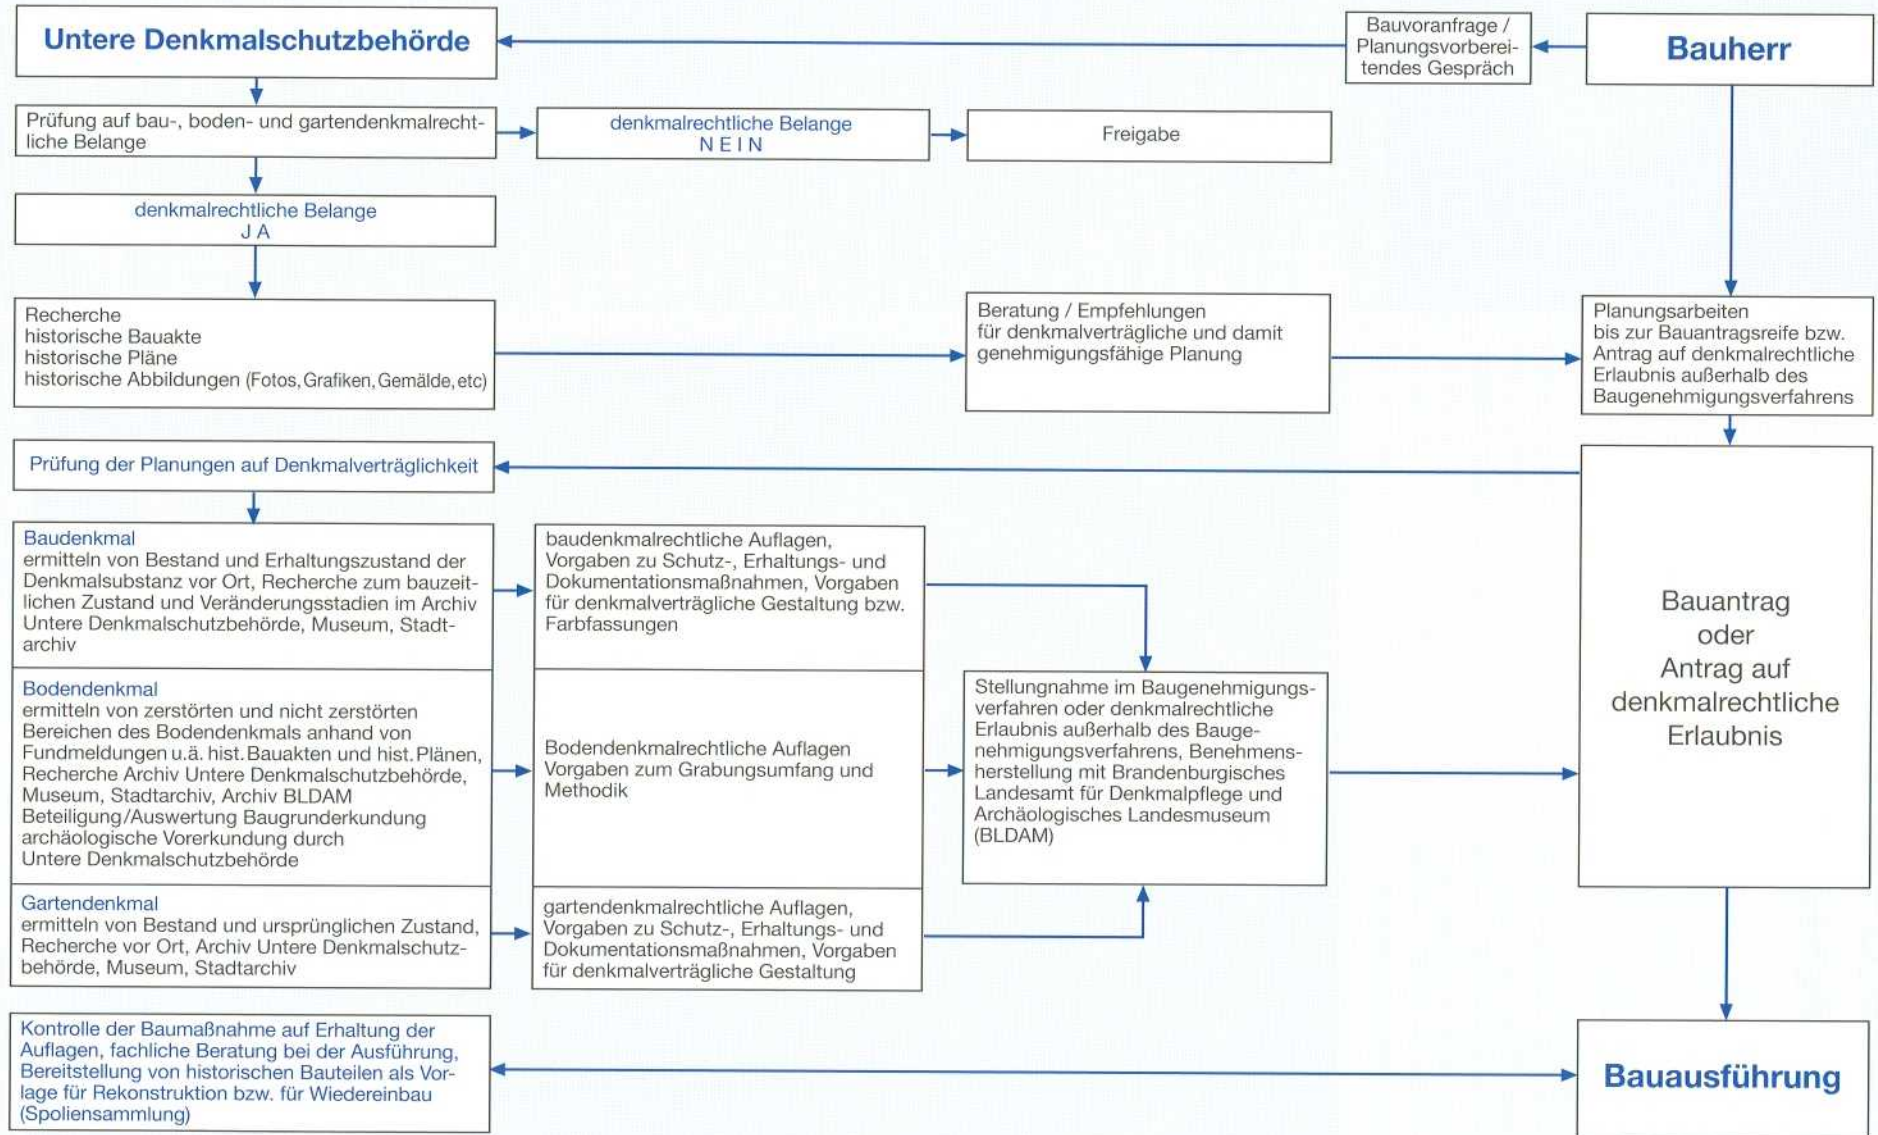 Untere Denkmalschutzbehörde
Bauvoranfrage /
Planungsvorberei-
tendes Gespräch
Bauherr
Prüfung auf bau-, boden- und gartendenkmalrecht-
liche Belange
denkmalrechtliche Belange
N E I N
Freigabe
denkmalrechtliche Belange
J A
Recherche
historische Bauakte
historische Pläne
historische Abbildungen (Fotos, Grafiken, Gemälde, etc)
Beratung / Empfehlungen
für denkmalverträgliche und damit
genehmigungsfähige Planung
Planungsarbeiten
bis zur Bauantragsreife bzw.
Antrag auf denkmalrechtliche
Erlaubnis außerhalb des
Baugenehmigungsverfahrens
Prüfung der Planungen auf Denkmalverträglichkeit
Baudenkmal
ermitteln von Bestand und Erhaltungszustand der
Denkmalsubstanz vor Ort, Recherche zum bauzeit-
lichen Zustand und Veränderungsstadien im Archiv
Untere Denkmalschutzbehörde, Museum, Stadt-
archiv
baudenkmalrechtliche Auflagen,
Vorgaben zu Schutz-, Erhaltungs- und
Dokumentationsmaßnahmen, Vorgaben
für denkmalverträgliche Gestaltung bzw.
Farbfassungen
Bodendenkmal
ermitteln von zerstörten und nicht zerstörten
Bereichen des Bodendenkmals anhand von
Fundmeldungen u.ä. hist. Bauakten und hist. Plänen,
Recherche Archiv Untere Denkmalschutzbehörde,
Museum, Stadtarchiv, Archiv BLDAM
Beteiligung/Auswertung Baugrunderkundung
archäologische Vorerkundung durch
Untere Denkmalschutzbehörde
Bodendenkmalrechtliche Auflagen
Vorgaben zum Grabungsumfang und
Methodik
Stellungnahme im Baugenehmigungs-
verfahren oder denkmalrechtliche
Erlaubnis außerhalb des Bauge-
nehmigungsverfahrens, Benehmens-
herstellung mit Brandenburgisches
Landesamt für Denkmalpflege und
Archäologisches Landesmuseum
(BLDAM)
Bauantrag
oder
Antrag auf
denkmalrechtliche
Erlaubnis
Gartendenkmal
ermitteln von Bestand und ursprünglichen Zustand,
Recherche vor Ort, Archiv Untere Denkmalschutz-
behörde, Museum, Stadtarchiv
gartendenkmalrechtliche Auflagen,
Vorgaben zu Schutz-, Erhaltungs- und
Dokumentationsmaßnahmen, Vorgaben
für denkmalverträgliche Gestaltung
Kontrolle der Baumaßnahme auf Erhaltung der
Auflagen, fachliche Beratung bei der Ausführung,
Bereitstellung von historischen Bauteilen als Vor-
lage für Rekonstruktion bzw. für Wiedereinbau
(Spoliensammlung)
Bauausführung